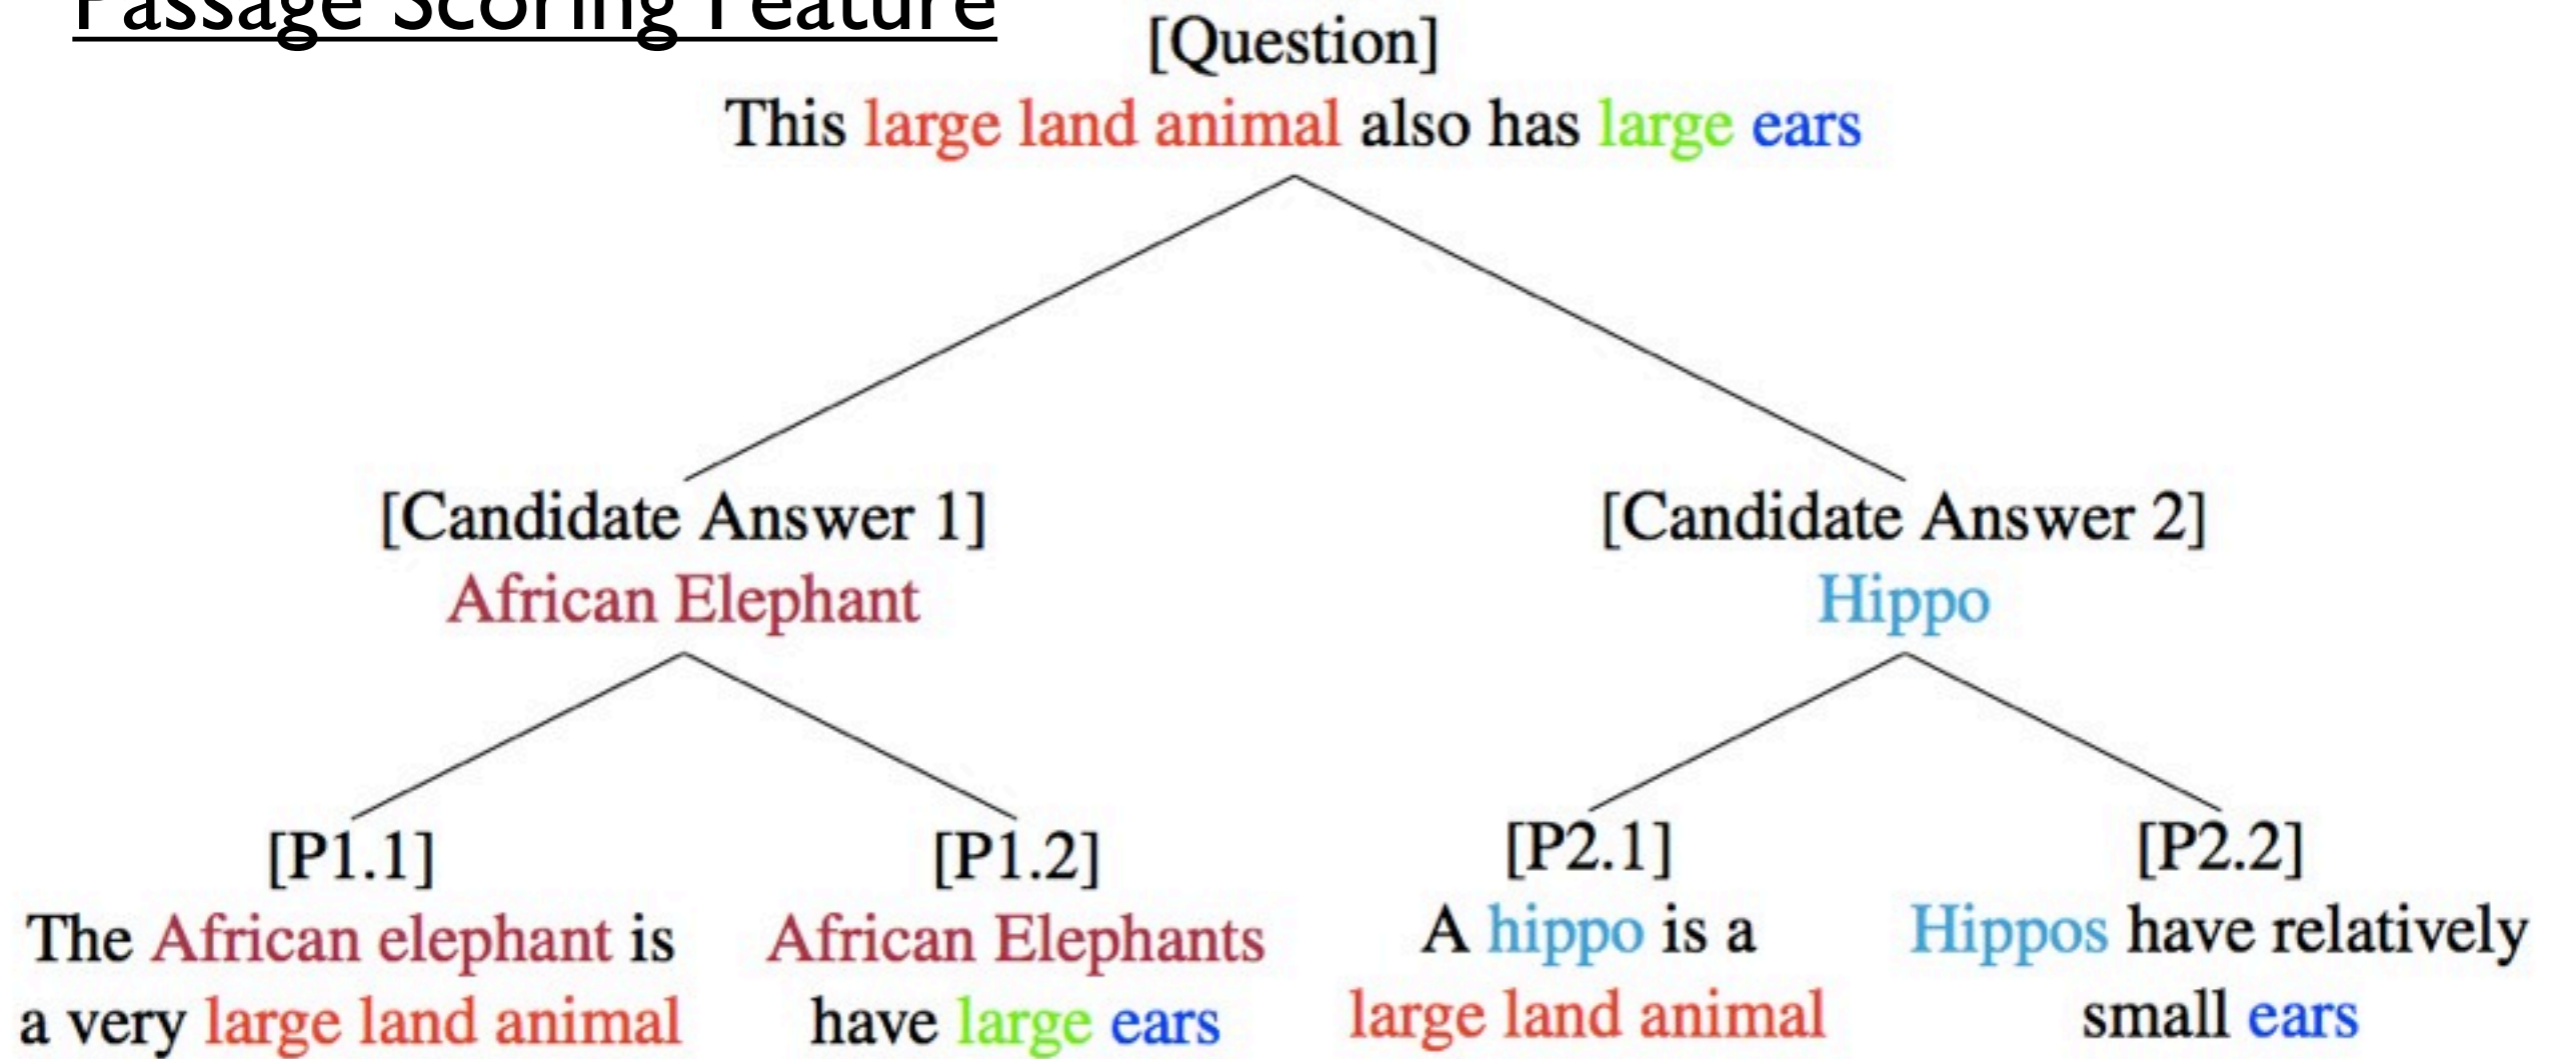 Passage Scoring Feature
[Question]
This large land animal also has large ears
[Candidate Answer 1]
African Elephant
[Candidate Answer 2]
Hippo
[P1.1]
The African elephant is
a very large land animal
[P1.2]
African Elephants
have large ears
[P2.1]
A hippo is a
large land animal
[P2.2]
Hippos have relatively
small ears